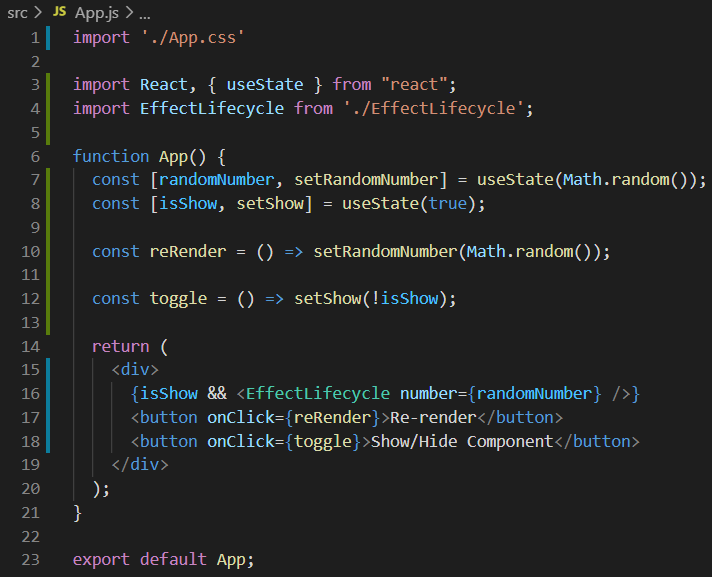 src > JS App.js > ...
1 import './App.css'
2
3 import React, { useState } from "react";
4 import EffectLifecycle from './EffectLifecycle';
5
6 function App() {
7   const [randomNumber, setRandomNumber] = useState(Math.random());
8   const [isShow, setShow] = useState(true);
9
10   const reRender = () => setRandomNumber(Math.random());
11
12   const toggle = () => setShow(!isShow);
13
14   return (
15     <div>
16       {isShow && <EffectLifecycle number={randomNumber} />}
17       <button onClick={reRender}>Re-render</button>
18       <button onClick={toggle}>Show/Hide Component</button>
19     </div>
20   );
21 }
22
23 export default App;